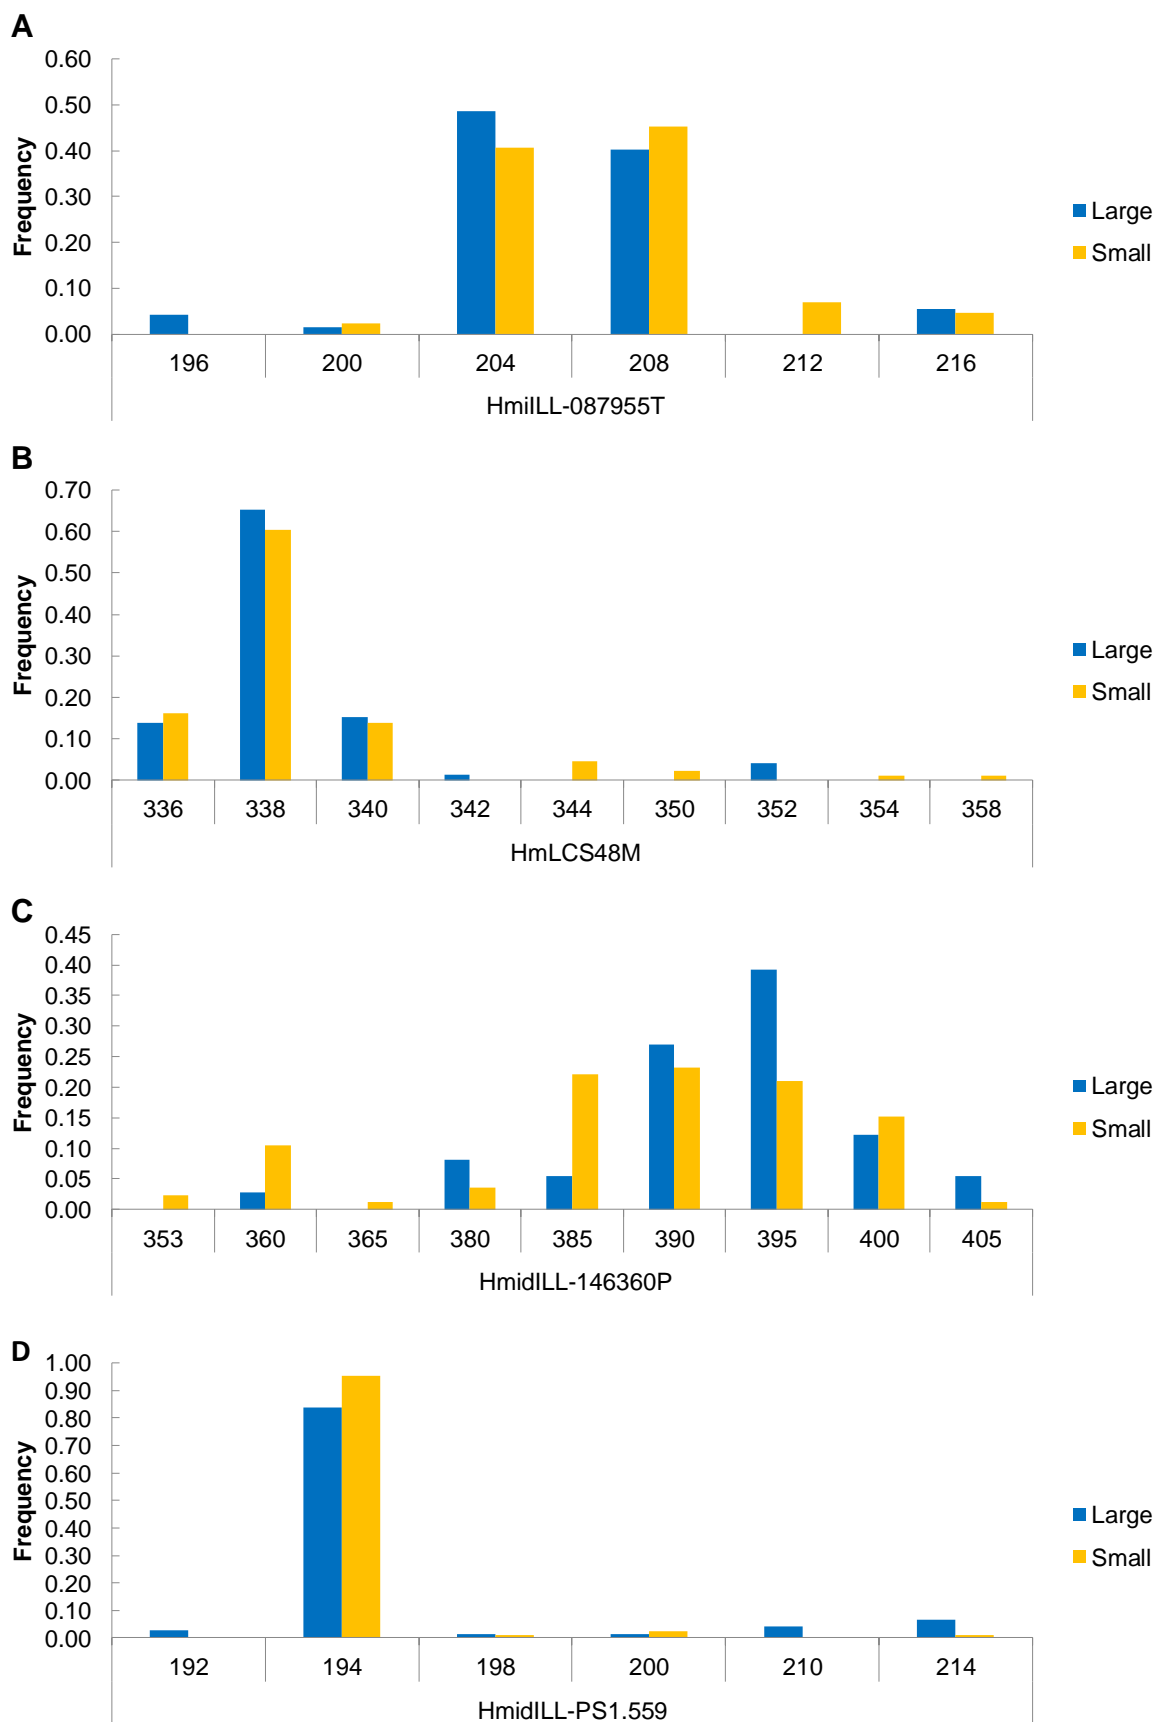 A
0.60
0.50
0.40
0.30
0.20
0.10
0.00
Frequency
196 200 204 208 212 216
HmiILL-087955T
Large
Small
B
0.70
0.60
0.50
0.40
0.30
0.20
0.10
0.00
Frequency
336 338 340 342 344 350 352 354 358
HmLCS48M
Large
Small
C
0.45
0.40
0.35
0.30
0.25
0.20
0.15
0.10
0.05
0.00
Frequency
353 360 365 380 385 390 395 400 405
HmidILL-146360P
Large
Small
D
1.00
0.90
0.80
0.70
0.60
0.50
0.40
0.30
0.20
0.10
0.00
Frequency
192 194 198 200 210 214
HmidILL-PS1.559
Large
Small